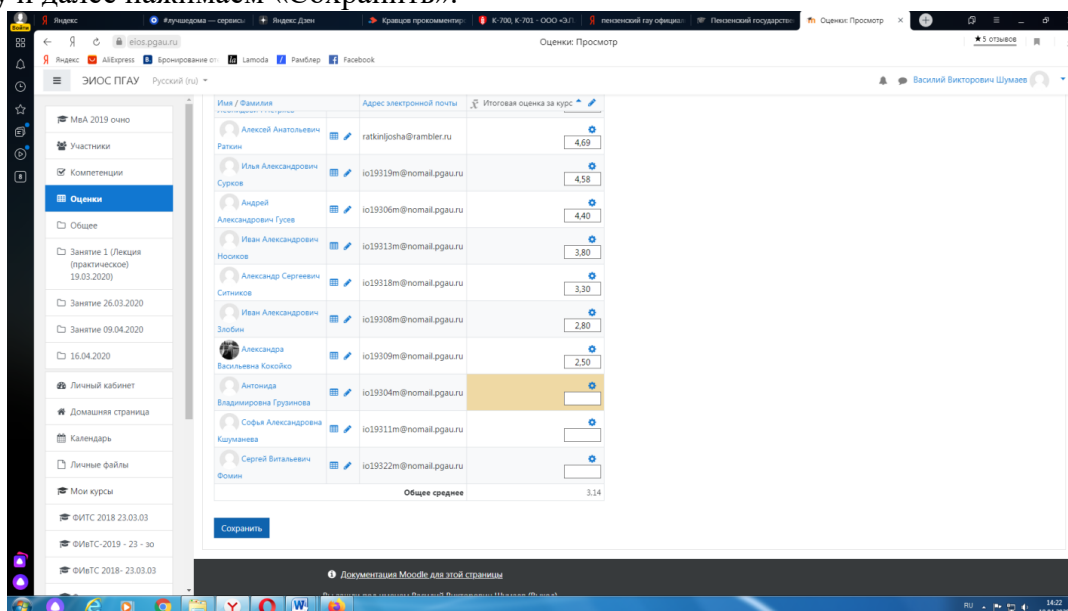 у и далее нажимаем «Сохранить».
Войти
Яндекс
#лучшедома — сервисы
Яндекс Дзен
Кравцов прокомментир
К-700, К-701 - ООО «ЭЛ
пензенский гау официал
Пензенский государстве
Оценки: Просмотр
eios.pgau.ru
Оценки: Просмотр
★ 5 отзывов
Яндекс
AliExpress
Бронирование от
Lamoda
Рамблер
Facebook
ЭИОС ПГАУ Русский (ru)
Василий Викторович Шумаев
МвА 2019 очно
Участники
Компетенции
Оценки
Общее
Занятие 1 (Лекция
(практическое)
19.03.2020)
Занятие 26.03.2020
Занятие 09.04.2020
16.04.2020
Личный кабинет
Домашняя страница
Календарь
Личные файлы
Мои курсы
ФИТС 2018 23.03.03
ФИвТС-2019 - 23 - зо
ФИвТС 2018- 23.03.03
Имя / Фамилия Адрес электронной почты Итоговая оценка за курс
Алексей Анатольевич
Раткин
ratkinljosha@rambler.ru
4,69
Илья Александрович
Сурков
io19319m@nomail.pgau.ru
4,58
Андрей
Александрович Гусев
io19306m@nomail.pgau.ru
4,40
Иван Александрович
Носиков
io19313m@nomail.pgau.ru
3,80
Александр Сергеевич
Ситников
io19318m@nomail.pgau.ru
3,30
Иван Александрович
Злобин
io19308m@nomail.pgau.ru
2,80
Александра
Васильевна Кокойко
io19309m@nomail.pgau.ru
2,50
Антонида
Владимировна Грузинова
io19304m@nomail.pgau.ru
Софья Александровна
Кшуманева
io19311m@nomail.pgau.ru
Сергей Витальевич
Фомин
io19322m@nomail.pgau.ru
Общее среднее 3,14
Сохранить
Документация Moodle для этой страницы
RU
14:22